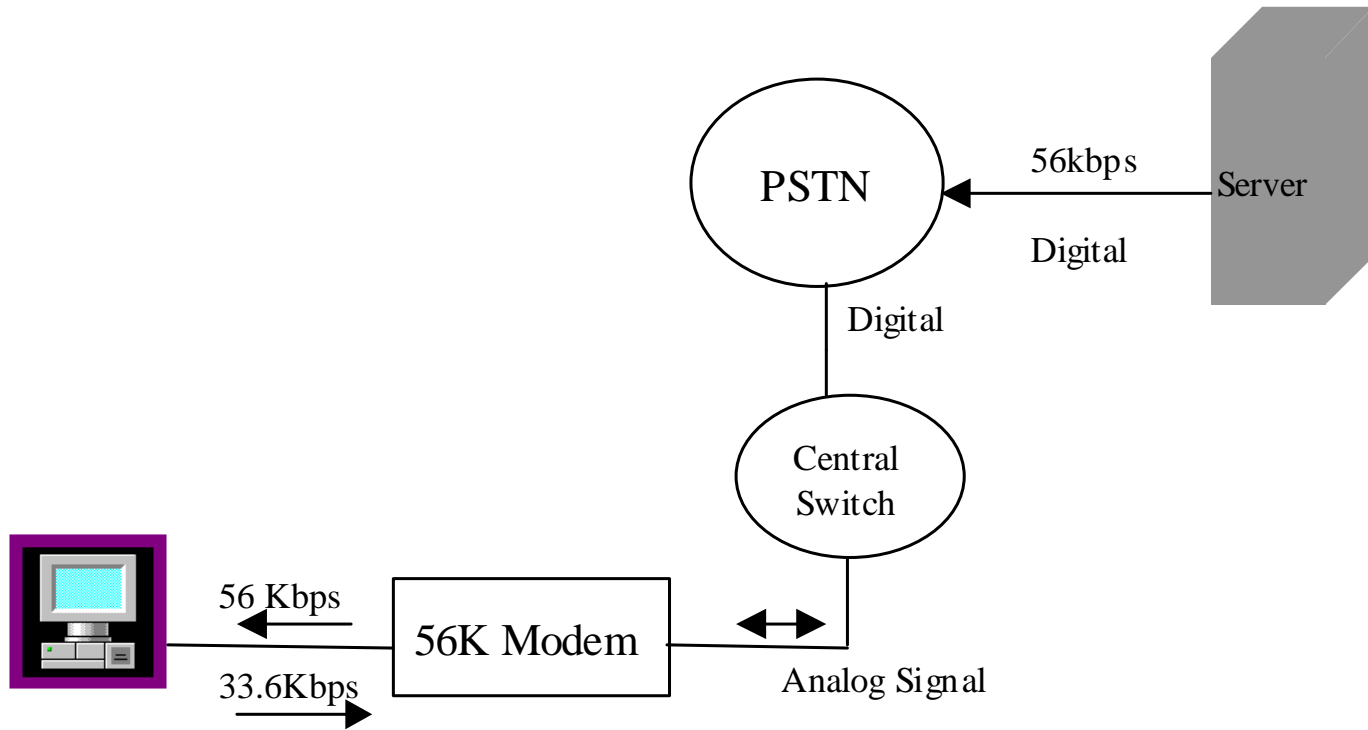 PSTN
56kbps
Server
Digital
Digital
Central
Switch
56 Kbps
56K Modem
33.6Kbps
Analog Signal